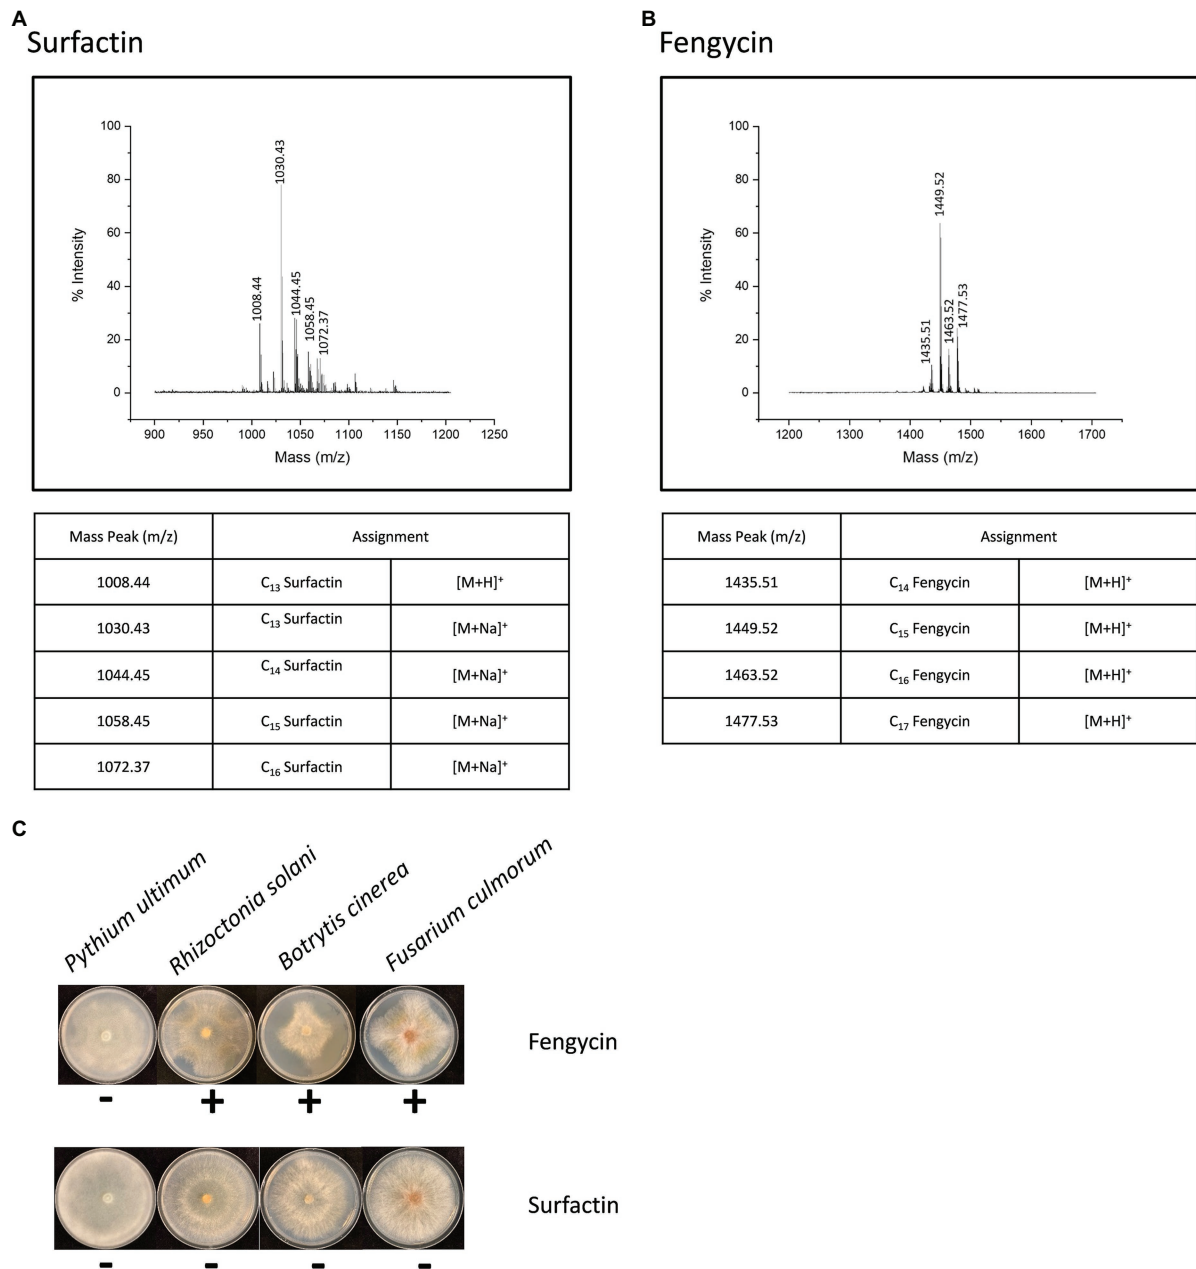 A
Surfactin
100
80
60
40
20
0
% Intensity
1008.44
1030.43
1044.45
1058.45
1072.37
900 950 1000 1050 1100 1150 1200 1250
Mass (m/z)
Mass Peak (m/z) Assignment
1008.44 C₁₃ Surfactin [M+H]⁺
1030.43 C₁₃ Surfactin [M+Na]⁺
1044.45 C₁₄ Surfactin [M+Na]⁺
1058.45 C₁₅ Surfactin [M+Na]⁺
1072.37 C₁₆ Surfactin [M+Na]⁺
B
Fengycin
100
80
60
40
20
0
% Intensity
1435.51
1449.52
1463.52
1477.53
1200 1300 1400 1500 1600 1700
Mass (m/z)
Mass Peak (m/z) Assignment
1435.51 C₁₄ Fengycin [M+H]⁺
1449.52 C₁₅ Fengycin [M+H]⁺
1463.52 C₁₆ Fengycin [M+H]⁺
1477.53 C₁₇ Fengycin [M+H]⁺
C
Pythium ultimum
Rhizoctonia solani
Botrytis cinerea
Fusarium culmorum
Fengycin
- + + +
Surfactin
- - - -